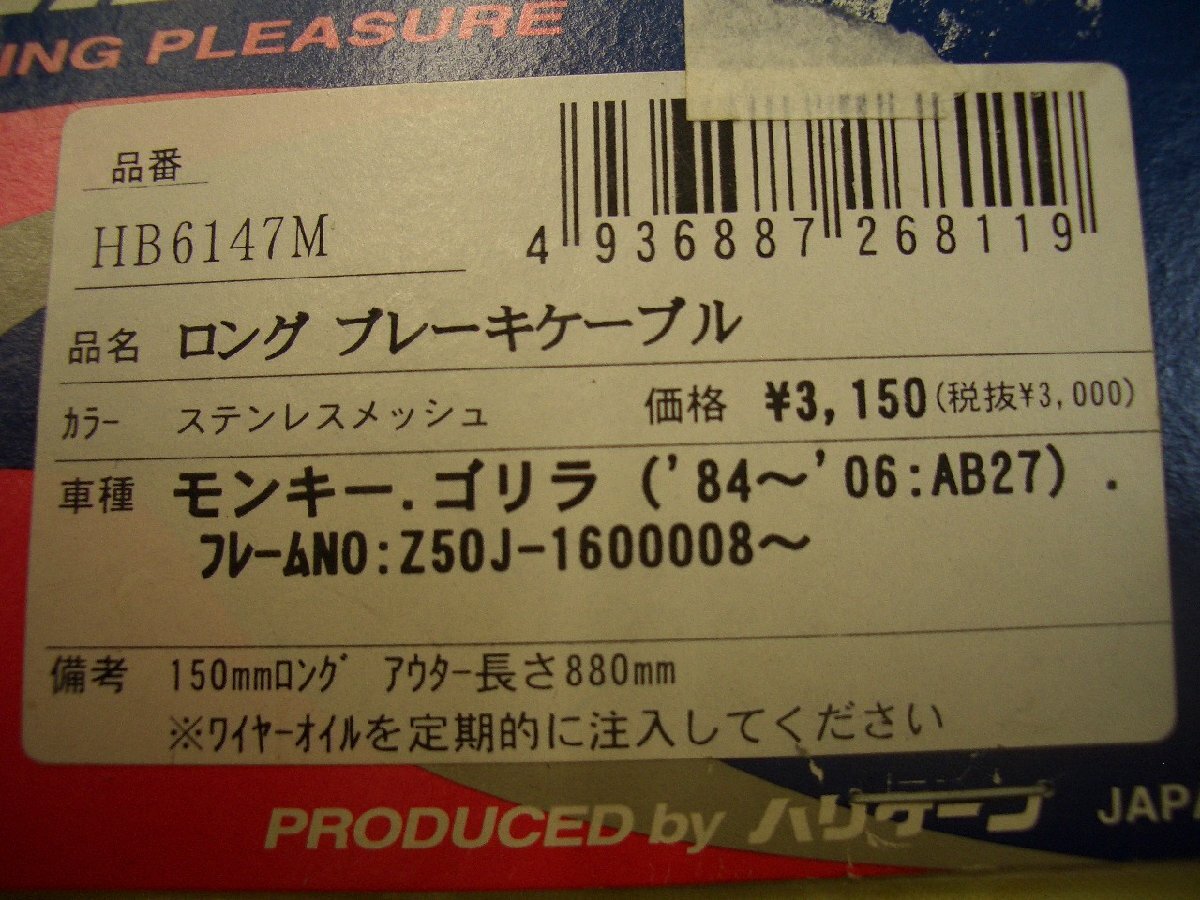 ING PLEASURE
品番
HB6147M
4 936887 268119
品名 ロング ブレーキケーブル
カラー ステンレスメッシュ 価格 ¥3,150(税抜¥3,000)
車種 モンキー.ゴリラ ('84～'06:AB27).
フレームNO:Z50J-1600008～
備考 150mmロング アウター長さ880mm
※ワイヤーオイルを定期的に注入してください
PRODUCED by ハリケーン JAPA